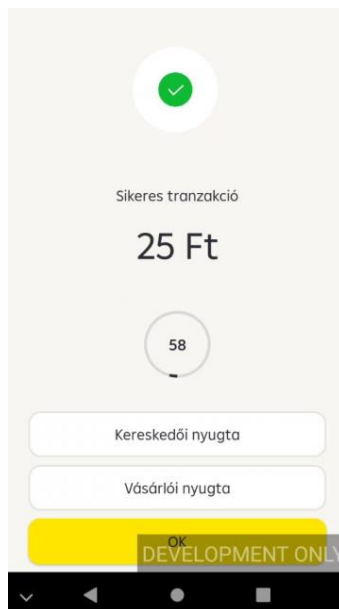 Sikeres tranzakció
25 Ft
58
Kereskedői nyugta
Vásárlói nyugta
OK
DEVELOPMENT ONLY